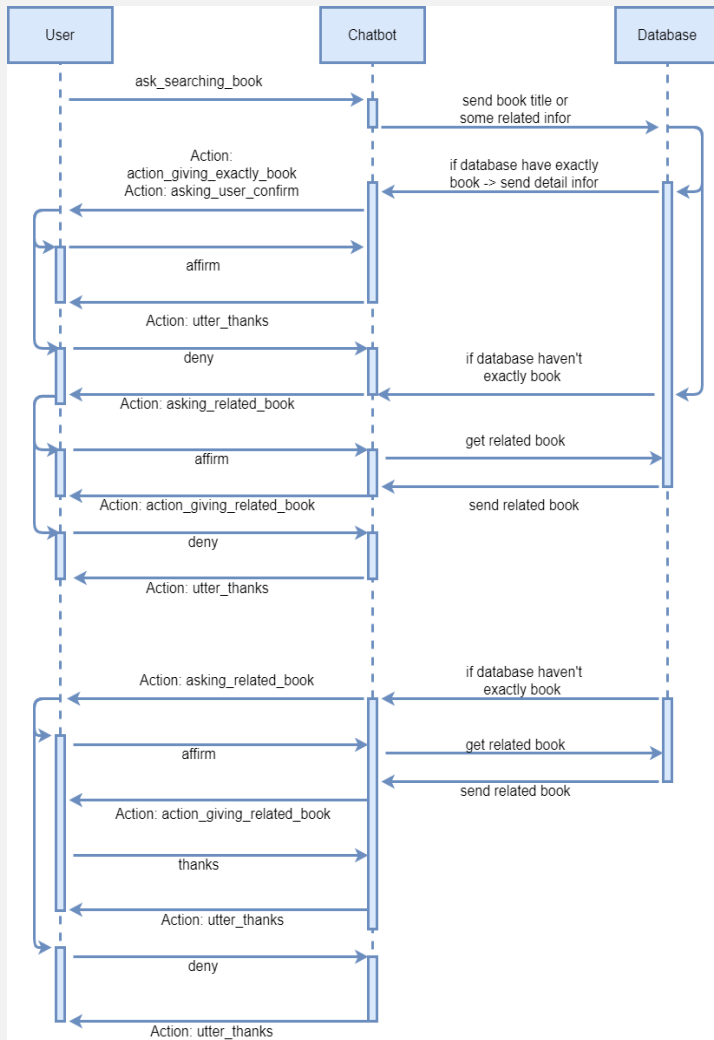 User
Chatbot
Database
ask_searching_book
send book title or
some related infor
Action:
action_giving_exactly_book
Action: asking_user_confirm
if database have exactly
book -> send detail infor
affirm
Action: utter_thanks
deny
if database haven't
exactly book
Action: asking_related_book
affirm
get related book
Action: action_giving_related_book
send related book
deny
Action: utter_thanks
if database haven't
exactly book
Action: asking_related_book
affirm
get related book
send related book
Action: action_giving_related_book
thanks
Action: utter_thanks
deny
Action: utter_thanks